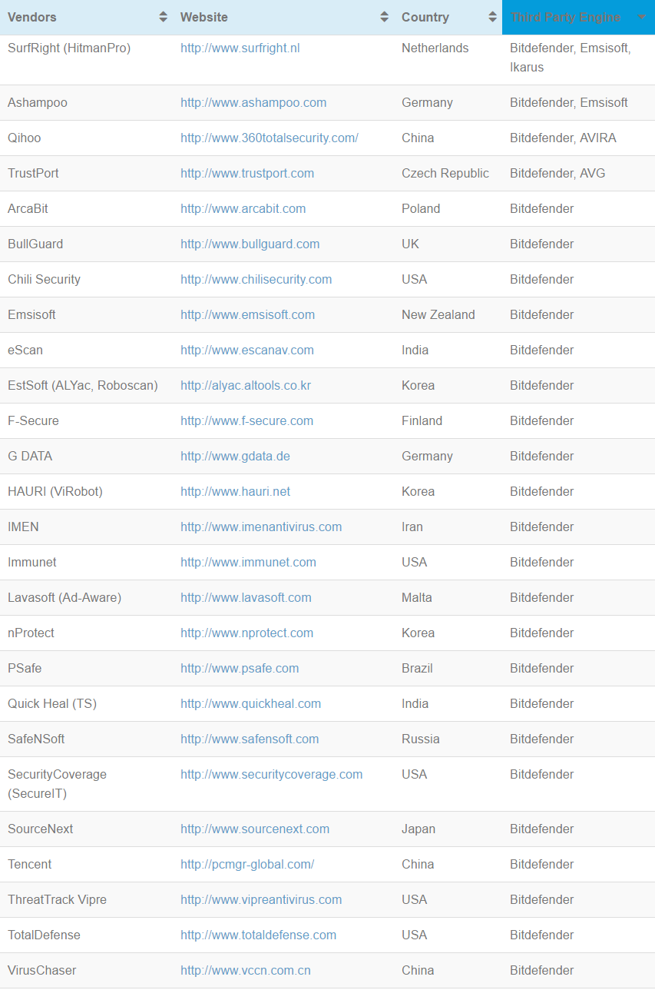 Vendors Website Country Third Party Engine
SurfRight (HitmanPro) http://www.surfright.nl Netherlands Bitdefender, Emsisoft,
Ikarus
Ashampoo http://www.ashampoo.com Germany Bitdefender, Emsisoft
Qihoo http://www.360totalsecurity.com/ China Bitdefender, AVIRA
TrustPort http://www.trustport.com Czech Republic Bitdefender, AVG
ArcaBit http://www.arcabit.com Poland Bitdefender
BullGuard http://www.bullguard.com UK Bitdefender
Chili Security http://www.chilisecurity.com USA Bitdefender
Emsisoft http://www.emsisoft.com New Zealand Bitdefender
eScan http://www.escanav.com India Bitdefender
EstSoft (ALYac, Roboscan) http://alyac.altools.co.kr Korea Bitdefender
F-Secure http://www.f-secure.com Finland Bitdefender
G DATA http://www.gdata.de Germany Bitdefender
HAURI (ViRobot) http://www.hauri.net Korea Bitdefender
IMEN http://www.imenantivirus.com Iran Bitdefender
Immunet http://www.immunet.com USA Bitdefender
Lavasoft (Ad-Aware) http://www.lavasoft.com Malta Bitdefender
nProtect http://www.nprotect.com Korea Bitdefender
PSafe http://www.psafe.com Brazil Bitdefender
Quick Heal (TS) http://www.quickheal.com India Bitdefender
SafeNSoft http://www.safensoft.com Russia Bitdefender
SecurityCoverage http://www.securitycoverage.com USA Bitdefender
(SecureIT)
SourceNext http://www.sourcenext.com Japan Bitdefender
Tencent http://pcmgr-global.com/ China Bitdefender
ThreatTrack Vipre http://www.vipreantivirus.com USA Bitdefender
TotalDefense http://www.totaldefense.com USA Bitdefender
VirusChaser http://www.vccn.com.cn China Bitdefender